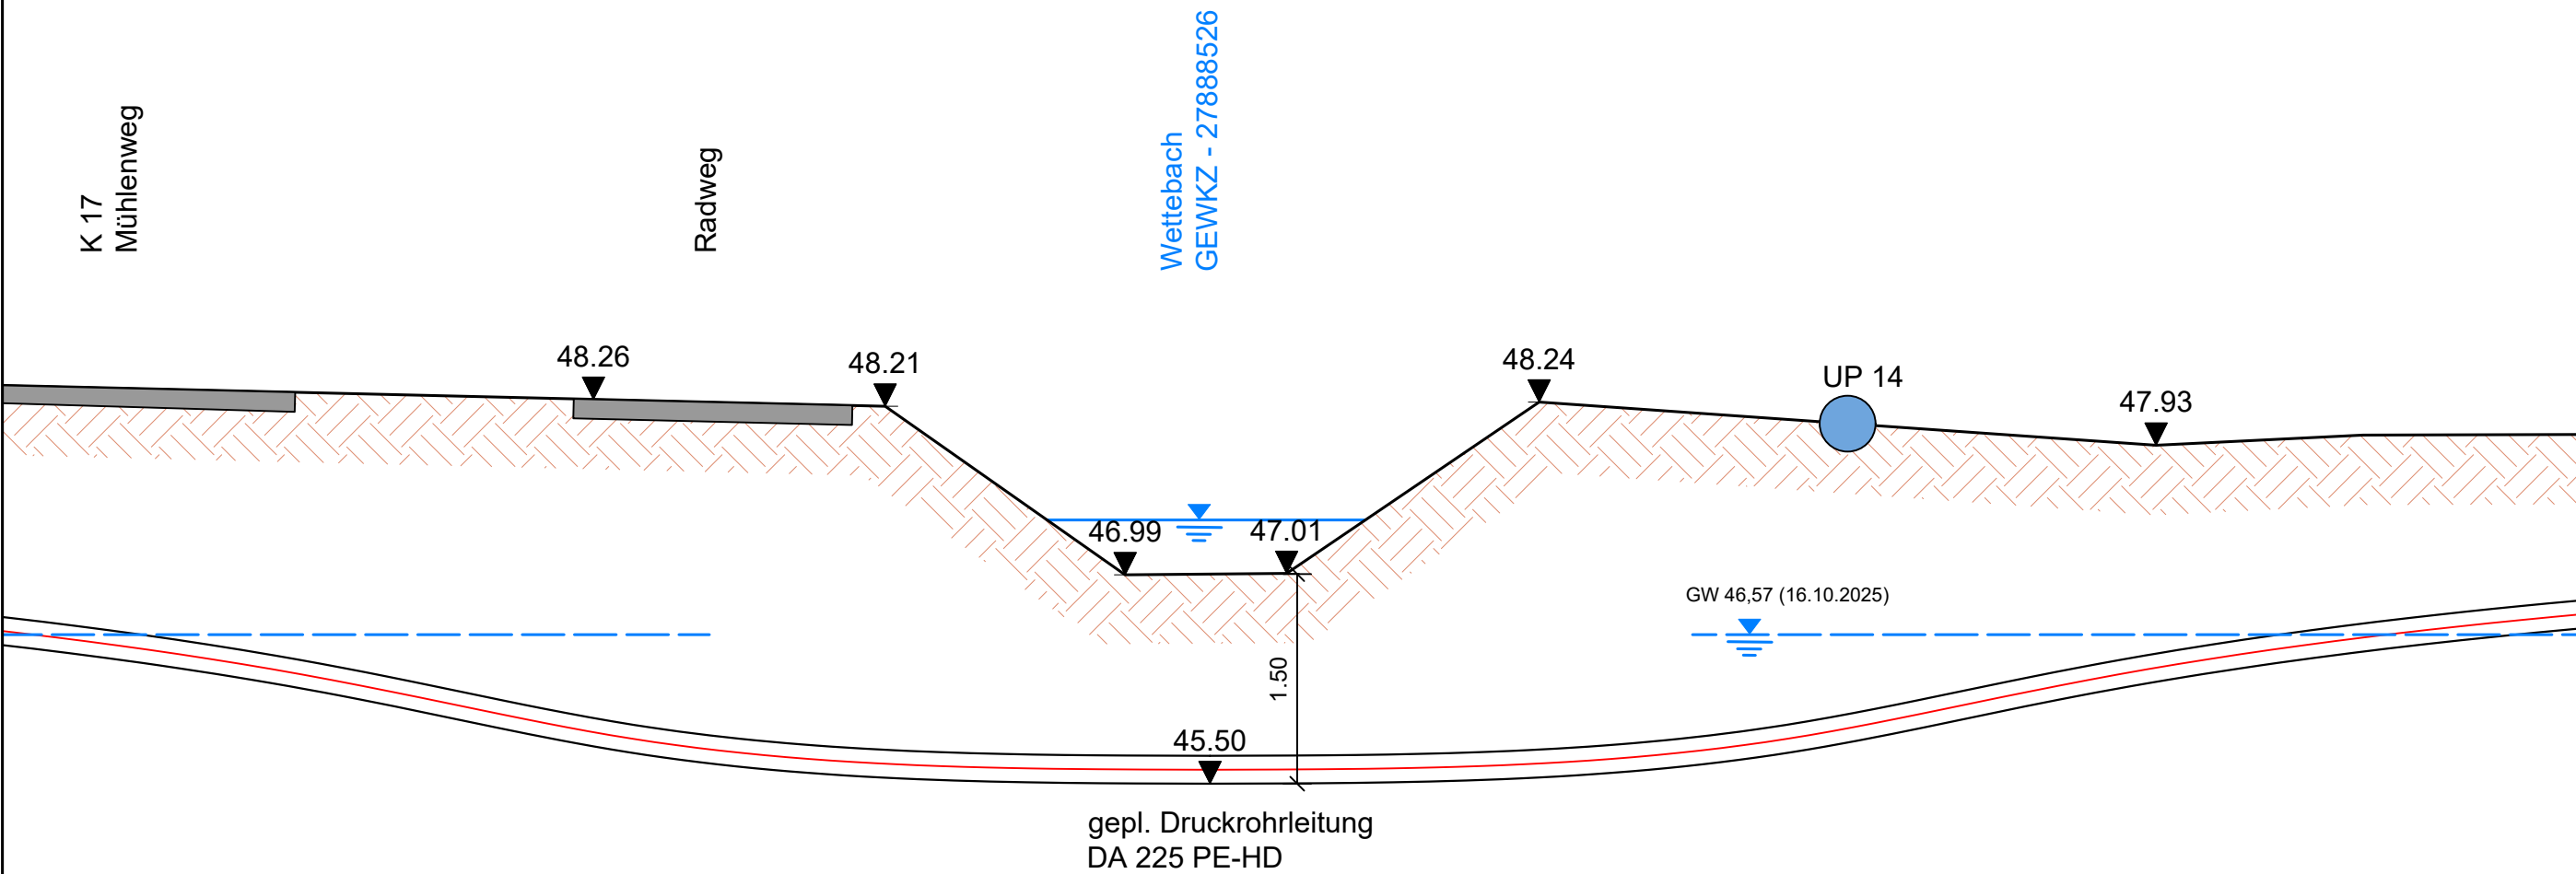 K 17
Mühlenweg
Radweg
Wettebach
GEWKZ - 278888526
48.26
48.21
48.24
UP 14
47.93
46.99
47.01
GW 46,57 (16.10.2025)
1.50
45.50
gepl. Druckrohrleitung
DA 225 PE-HD